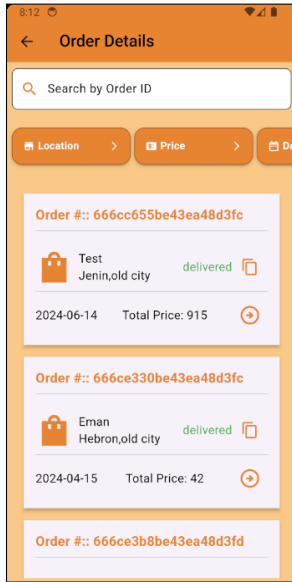 8:12
Order Details
Search by Order ID
Location
Price
Da
Order #:: 666cc655be43ea48d3fc
Test
Jenin,old city
delivered
2024-06-14 Total Price: 915
Order #:: 666ce330be43ea48d3fc
Eman
Hebron,old city
delivered
2024-04-15 Total Price: 42
Order #:: 666ce3b8be43ea48d3fd